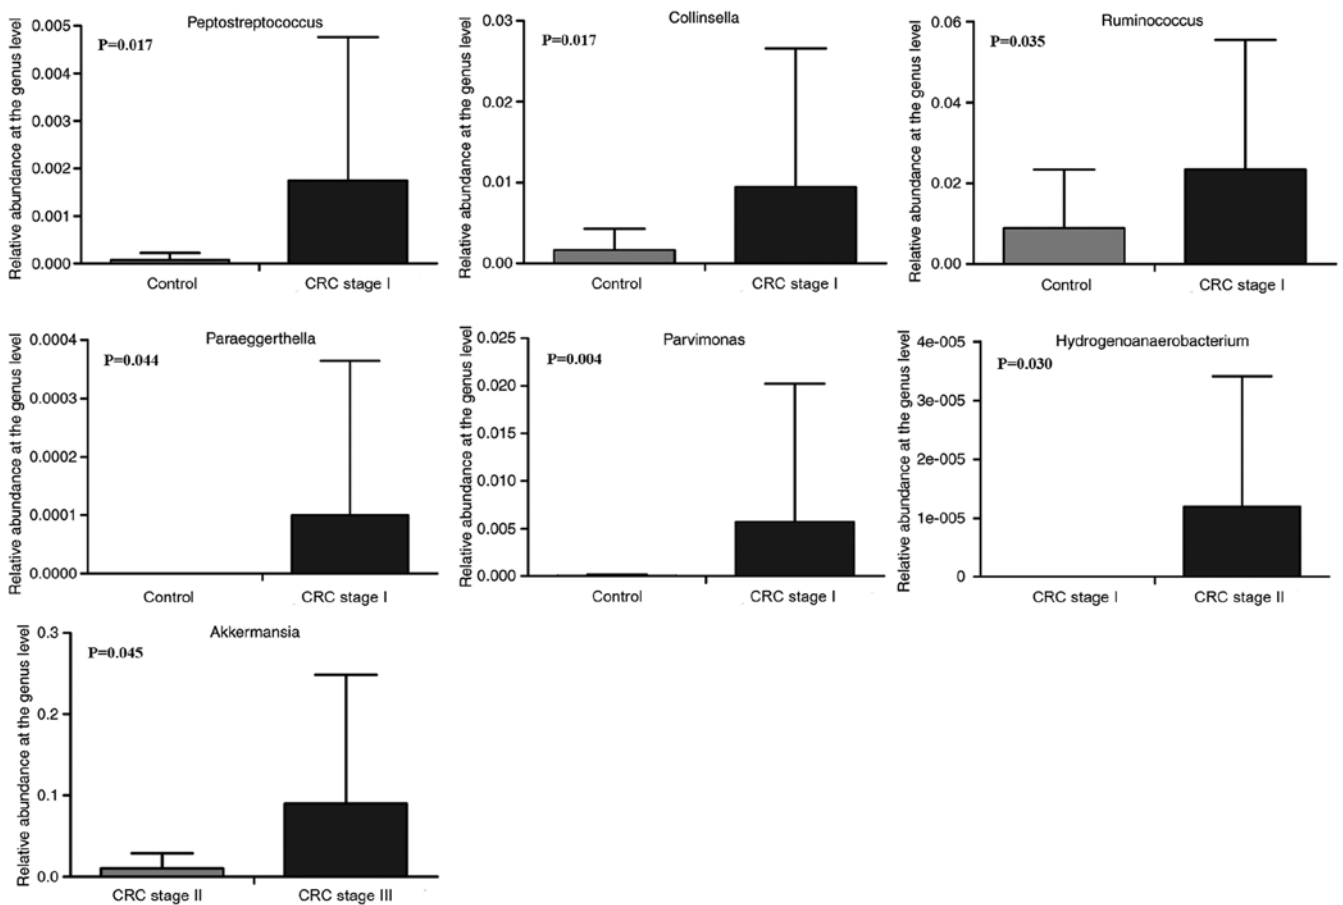 Peptostreptococcus
P=0.017
Relative abundance at the genus level
0.005
0.004
0.003
0.002
0.001
0.000
Control
CRC stage I
Collinsella
P=0.017
Relative abundance at the genus level
0.03
0.02
0.01
0.00
Control
CRC stage I
Ruminococcus
P=0.035
Relative abundance at the genus level
0.06
0.04
0.02
0.00
Control
CRC stage I
Paraeggerthella
P=0.044
Relative abundance at the genus level
0.0004
0.0003
0.0002
0.0001
0.0000
Control
CRC stage I
Parvimonas
P=0.004
Relative abundance at the genus level
0.025
0.020
0.015
0.010
0.005
0.000
Control
CRC stage I
Hydrogenoanaerobacterium
P=0.030
Relative abundance at the genus level
4e-005
3e-005
2e-005
1e-005
0
CRC stage I
CRC stage II
Akkermansia
P=0.045
Relative abundance at the genus level
0.3
0.2
0.1
0.0
CRC stage II
CRC stage III